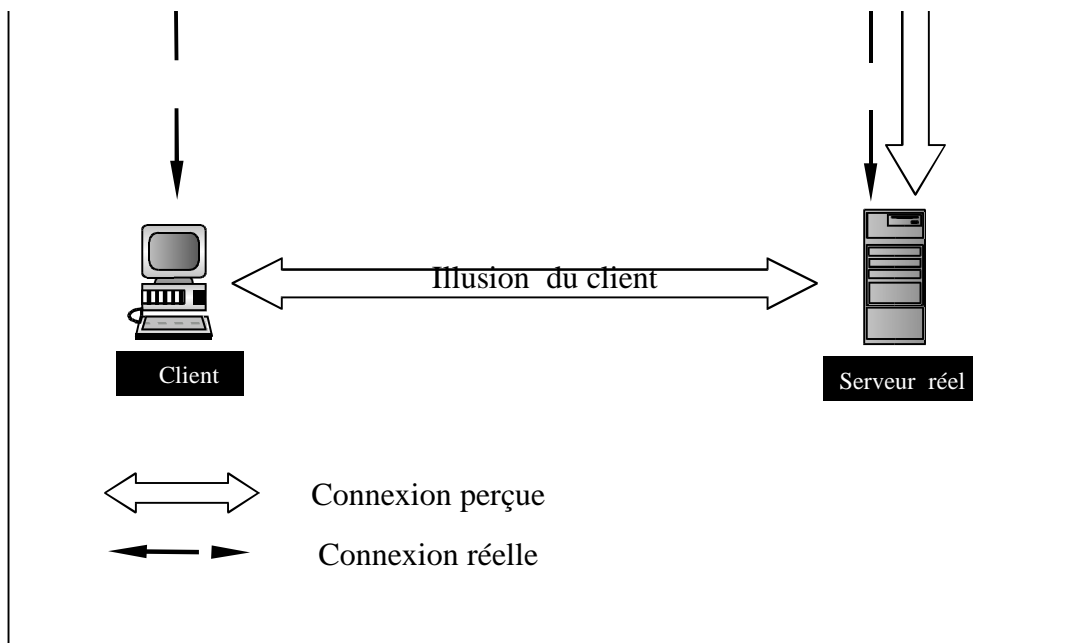 Illusion du client
Client
Serveur réel
Connexion perçue
Connexion réelle